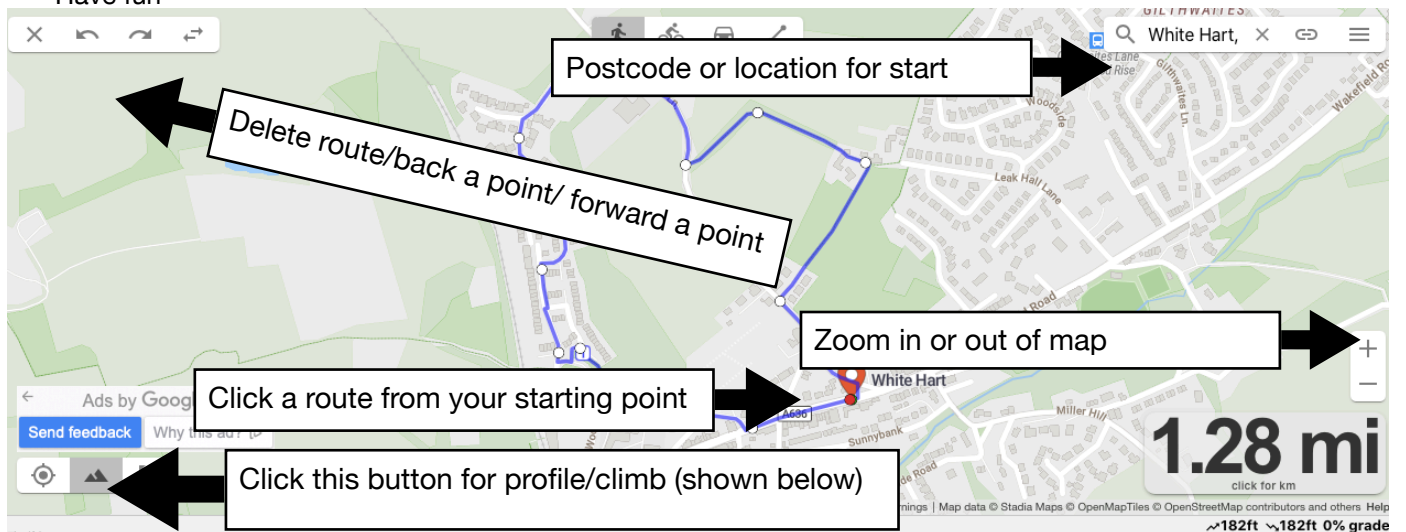 GILTHWAITES
White Hart,
Postcode or location for start
Rise
Gilthwaites Ln.
Wakefield Ro
Woodside
Delete route/back a point/ forward a point
Leak Hall Lane
Road
Zoom in or out of map
+
−
White Hart
Click a route from your starting point
A636
Miller Hill
Sunnybank
Ads by Goog
Send feedback
Why this ad?
1.28 mi
click for km
Click this button for profile/climb (shown below)
Road
Map data © Stadia Maps © OpenMapTiles © OpenStreetMap contributors and others Help
182ft 182ft 0% grade